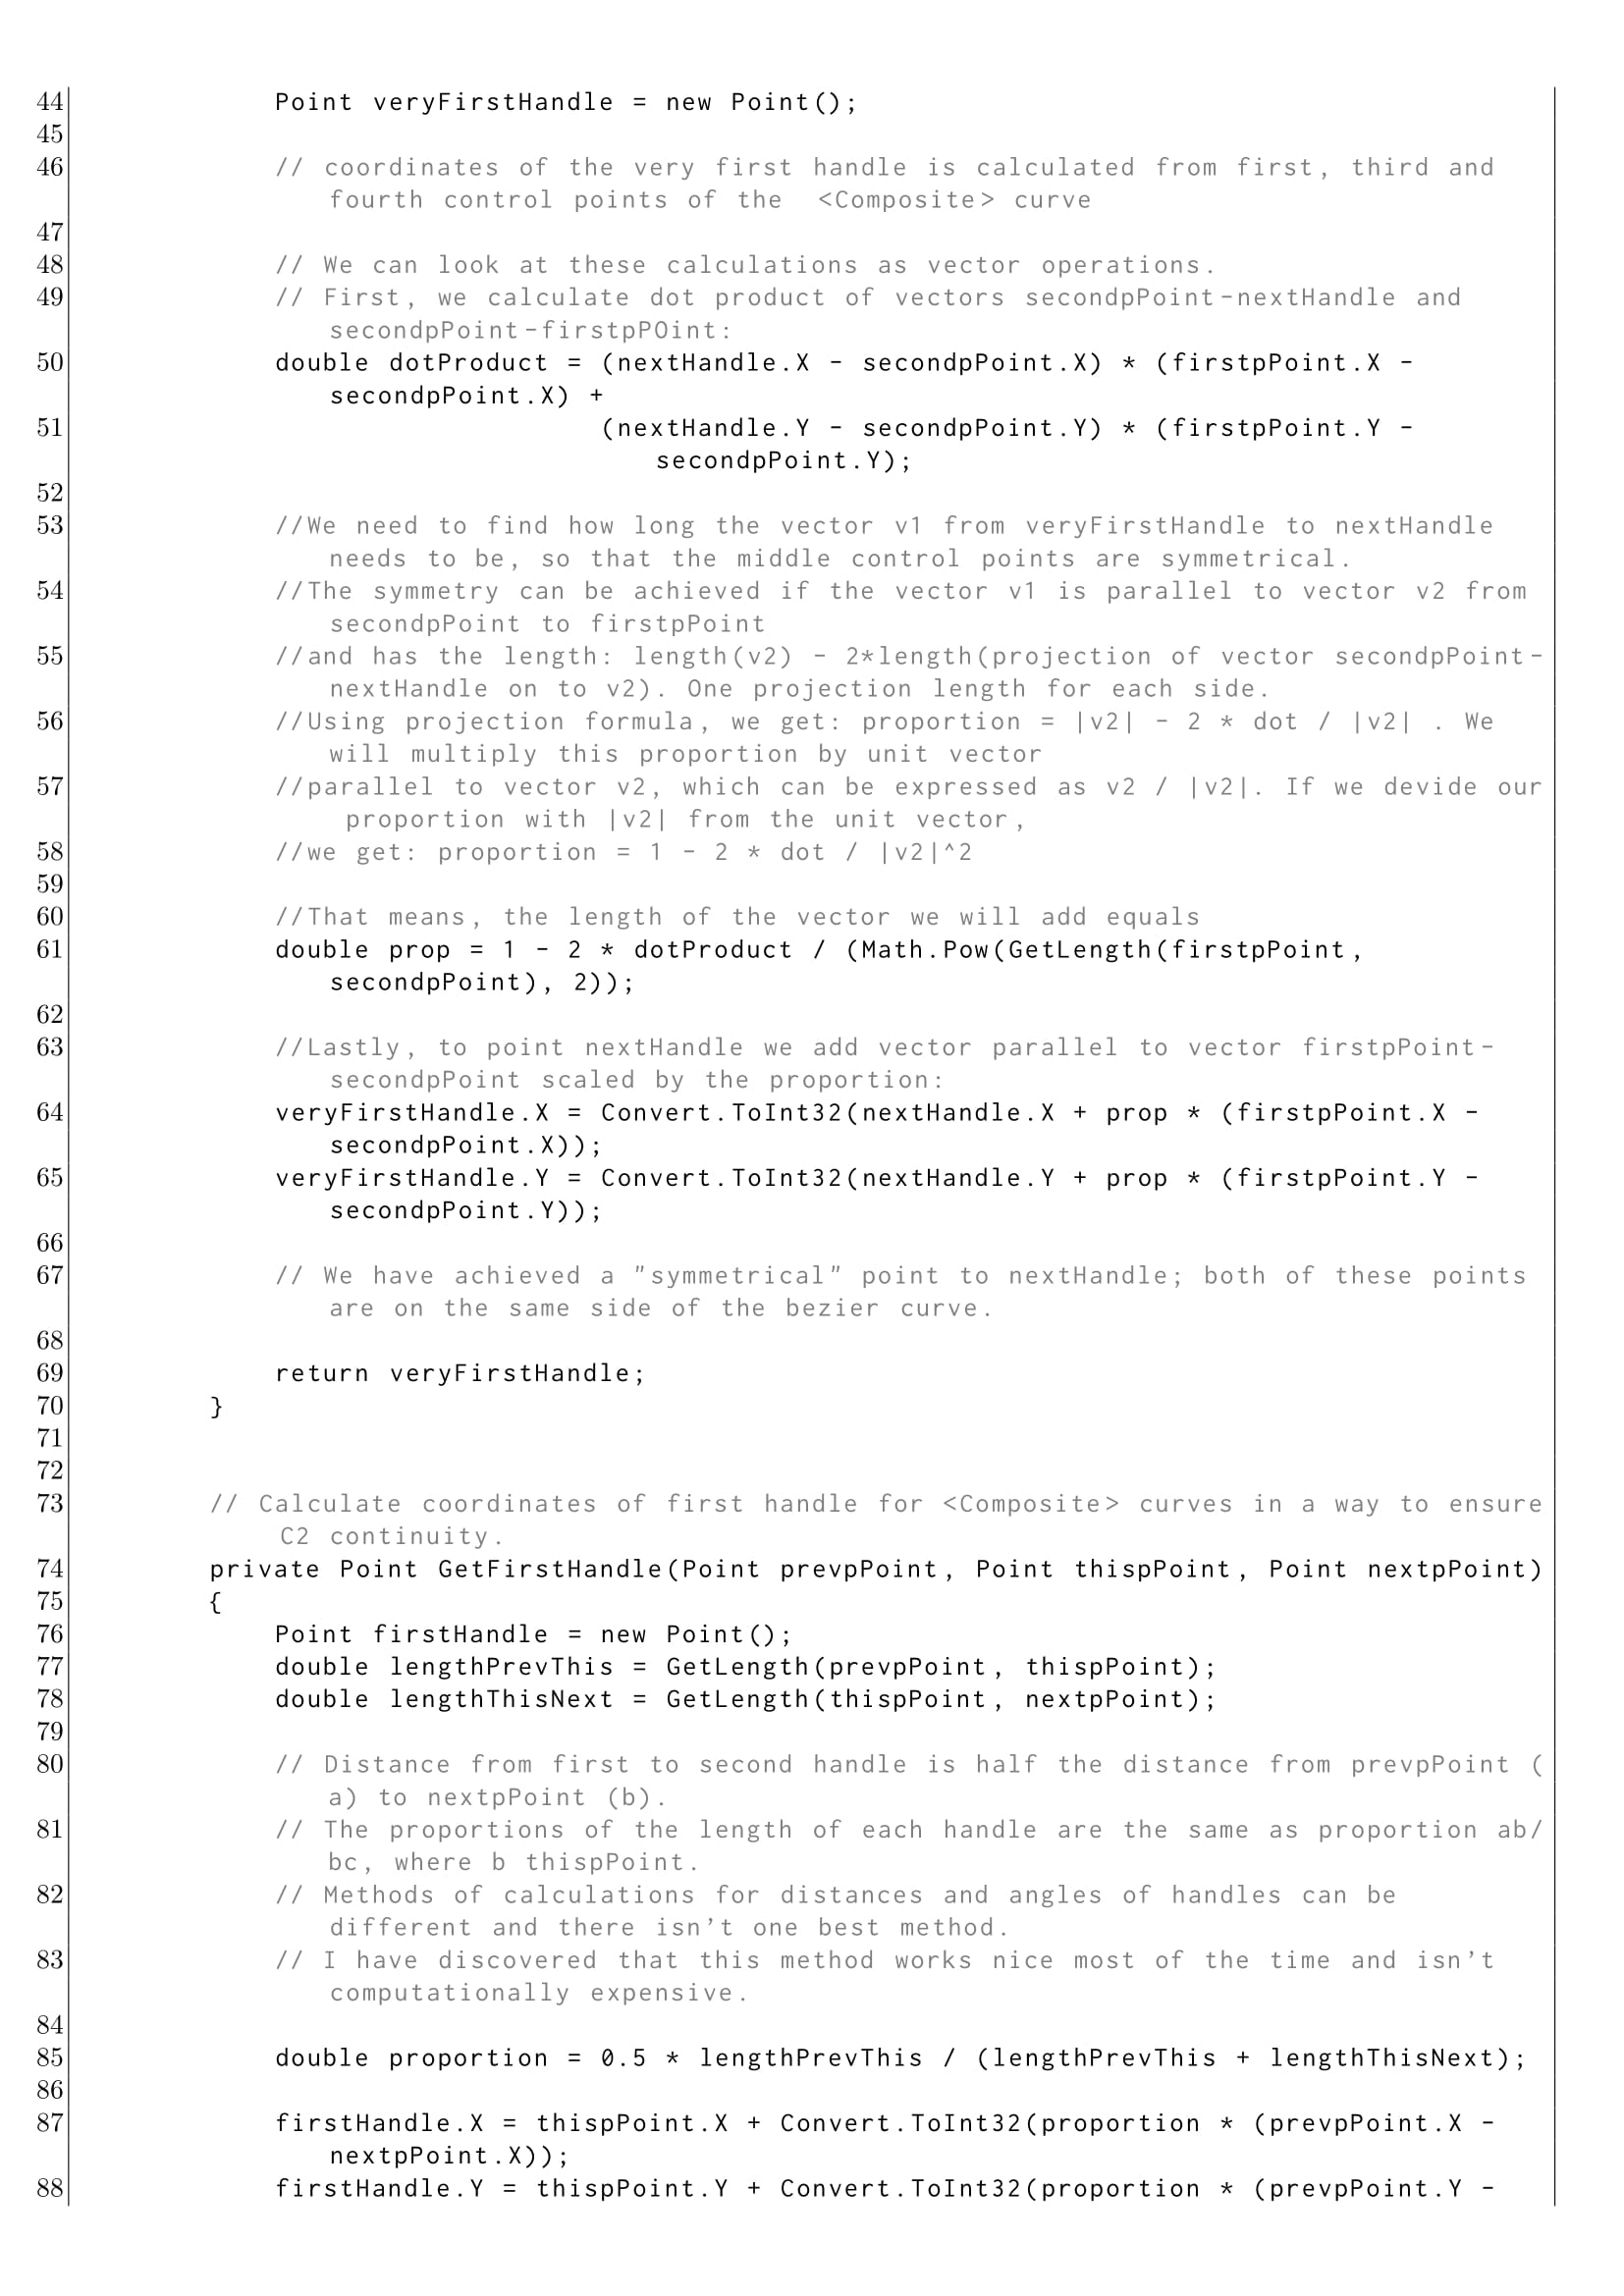 44 Point veryFirstHandle = new Point();
45
46 // coordinates of the very first handle is calculated from first, third and
fourth control points of the  <Composite> curve
47
48 // We can look at these calculations as vector operations.
49 // First, we calculate dot product of vectors secondpPoint-nextHandle and
secondpPoint-firstpPOint:
50 double dotProduct = (nextHandle.X - secondpPoint.X) * (firstpPoint.X -
secondpPoint.X) +
51 (nextHandle.Y - secondpPoint.Y) * (firstpPoint.Y -
secondpPoint.Y);
52
53 //We need to find how long the vector v1 from veryFirstHandle to nextHandle
needs to be, so that the middle control points are symmetrical.
54 //The symmetry can be achieved if the vector v1 is parallel to vector v2 from
secondpPoint to firstpPoint
55 //and has the length: length(v2) - 2*length(projection of vector secondpPoint-
nextHandle on to v2). One projection length for each side.
56 //Using projection formula, we get: proportion = |v2| - 2 * dot / |v2| . We
will multiply this proportion by unit vector
57 //parallel to vector v2, which can be expressed as v2 / |v2|. If we devide our
proportion with |v2| from the unit vector,
58 //we get: proportion = 1 - 2 * dot / |v2|^2
59
60 //That means, the length of the vector we will add equals
61 double prop = 1 - 2 * dotProduct / (Math.Pow(GetLength(firstpPoint,
secondpPoint), 2));
62
63 //Lastly, to point nextHandle we add vector parallel to vector firstpPoint-
secondpPoint scaled by the proportion:
64 veryFirstHandle.X = Convert.ToInt32(nextHandle.X + prop * (firstpPoint.X -
secondpPoint.X));
65 veryFirstHandle.Y = Convert.ToInt32(nextHandle.Y + prop * (firstpPoint.Y -
secondpPoint.Y));
66
67 // We have achieved a "symmetrical" point to nextHandle; both of these points
are on the same side of the bezier curve.
68
69 return veryFirstHandle;
70 }
71
72
73 // Calculate coordinates of first handle for <Composite> curves in a way to ensure
C2 continuity.
74 private Point GetFirstHandle(Point prevpPoint, Point thispPoint, Point nextpPoint)
75 {
76 Point firstHandle = new Point();
77 double lengthPrevThis = GetLength(prevpPoint, thispPoint);
78 double lengthThisNext = GetLength(thispPoint, nextpPoint);
79
80 // Distance from first to second handle is half the distance from prevpPoint (
a) to nextpPoint (b).
81 // The proportions of the length of each handle are the same as proportion ab/
bc, where b thispPoint.
82 // Methods of calculations for distances and angles of handles can be
different and there isn't one best method.
83 // I have discovered that this method works nice most of the time and isn't
computationally expensive.
84
85 double proportion = 0.5 * lengthPrevThis / (lengthPrevThis + lengthThisNext);
86
87 firstHandle.X = thispPoint.X + Convert.ToInt32(proportion * (prevpPoint.X -
nextpPoint.X));
88 firstHandle.Y = thispPoint.Y + Convert.ToInt32(proportion * (prevpPoint.Y -